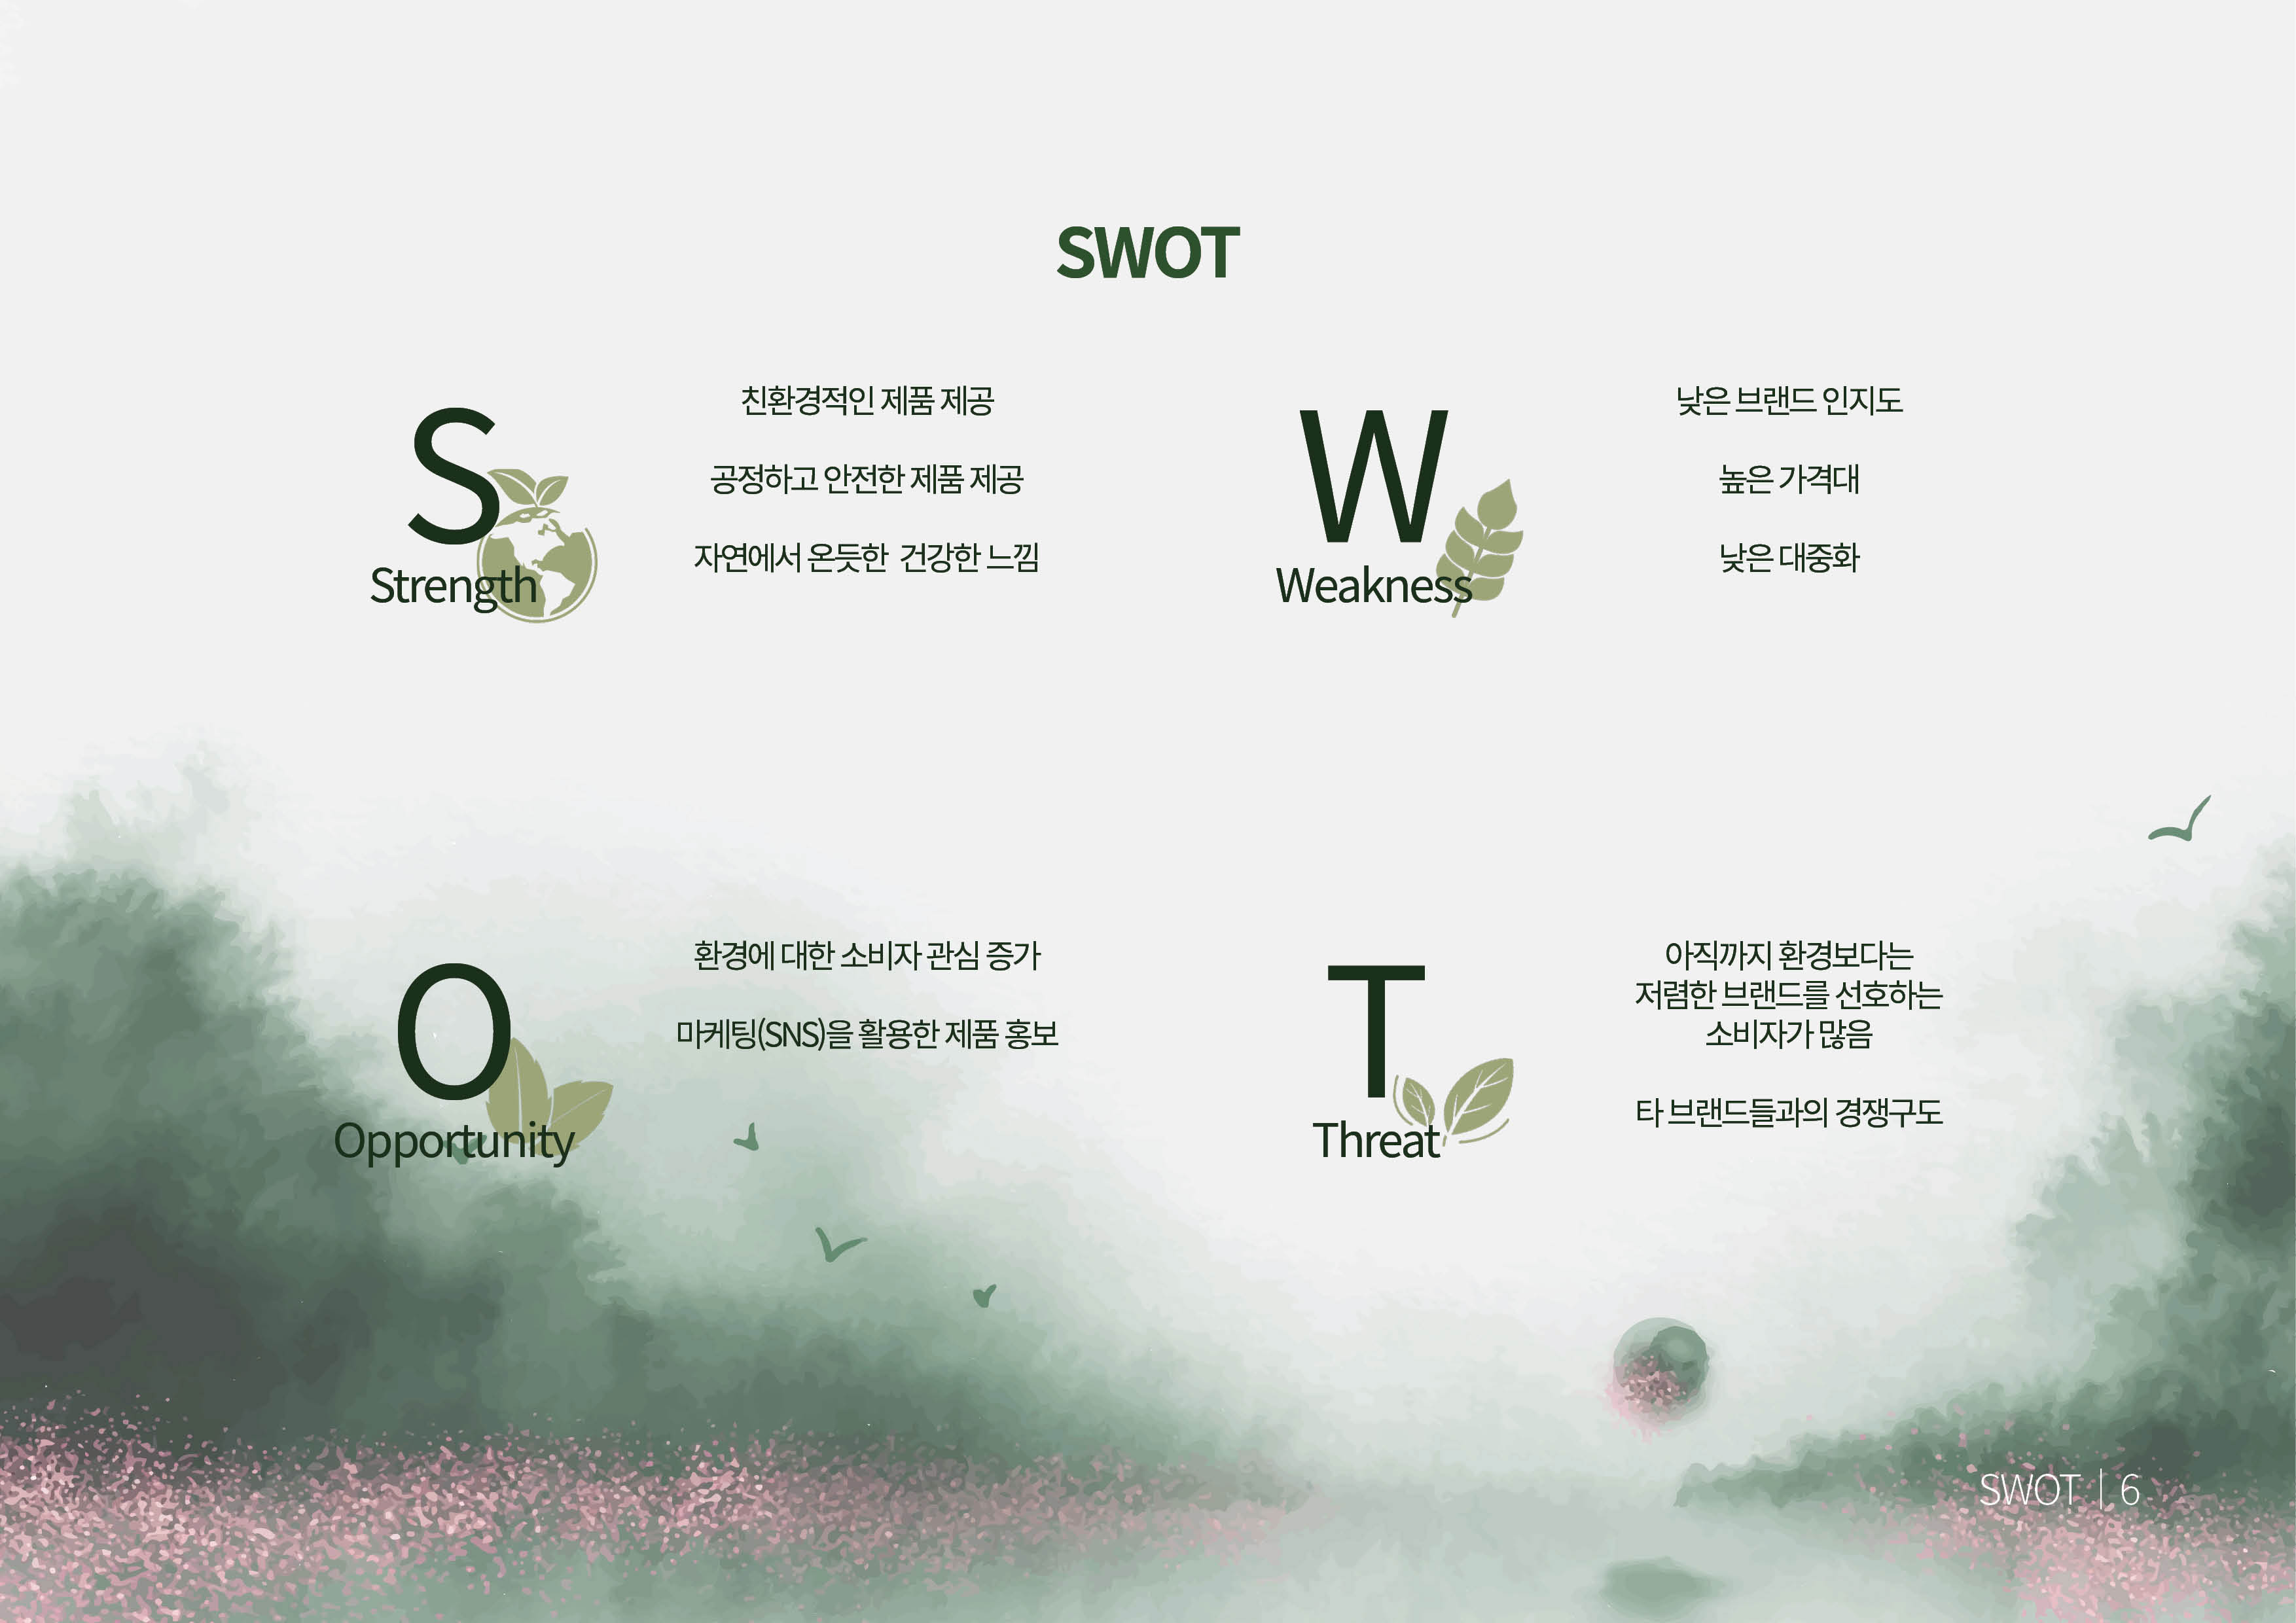 SWOT
S
Strength
친환경적인 제품 제공
공정하고 안전한 제품 제공
자연에서 온듯한 건강한 느낌
W
Weakness
낮은 브랜드 인지도
높은 가격대
낮은 대중화
O
Opportunity
환경에 대한 소비자 관심 증가
마케팅(SNS)을 활용한 제품 홍보
T
Threat
아직까지 환경보다는
저렴한 브랜드를 선호하는
소비자가 많음
타 브랜드들과의 경쟁구도
SWOT | 6